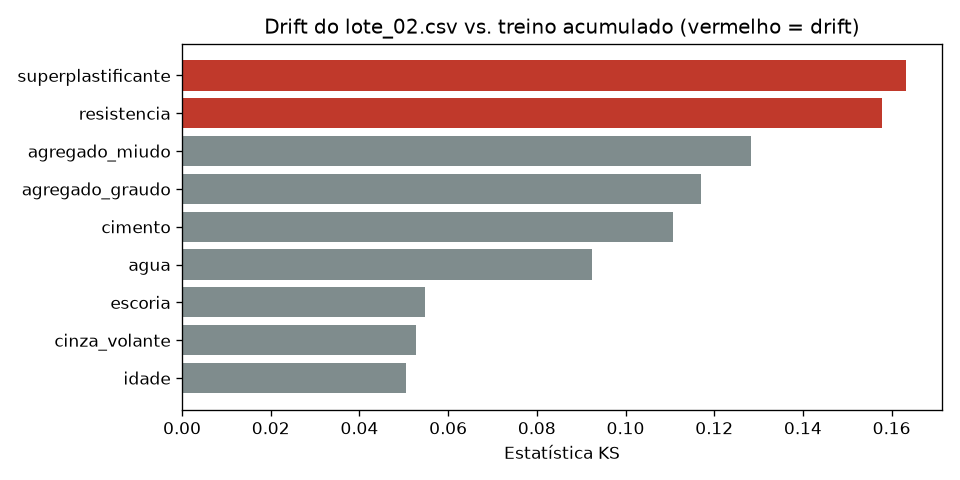 Drift do lote_02.csv vs. treino acumulado (vermelho = drift)
superplastificante
resistencia
agregado_miudo
agregado_graudo
cimento
agua
escoria
cinza_volante
idade
0.00 0.02 0.04 0.06 0.08 0.10 0.12 0.14 0.16
Estatística KS